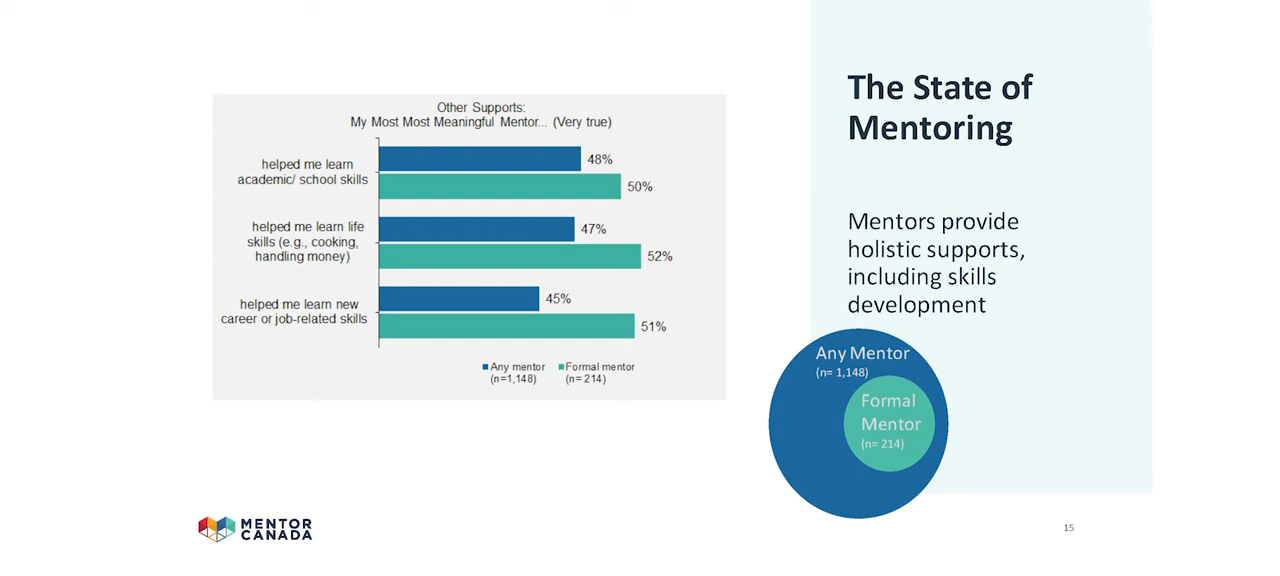 The State of
Mentoring
Mentors provide
holistic supports,
including skills
development
Other Supports:
My Most Most Meaningful Mentor... (Very true)
helped me learn
academic/ school skills
48%
50%
helped me learn life
skills (e.g., cooking,
handling money)
47%
52%
helped me learn new
career or job-related skills
45%
51%
Any mentor
(n=1,148)
Formal mentor
(n= 214)
Any Mentor
(n= 1,148)
Formal
Mentor
(n= 214)
MENTOR
CANADA
15